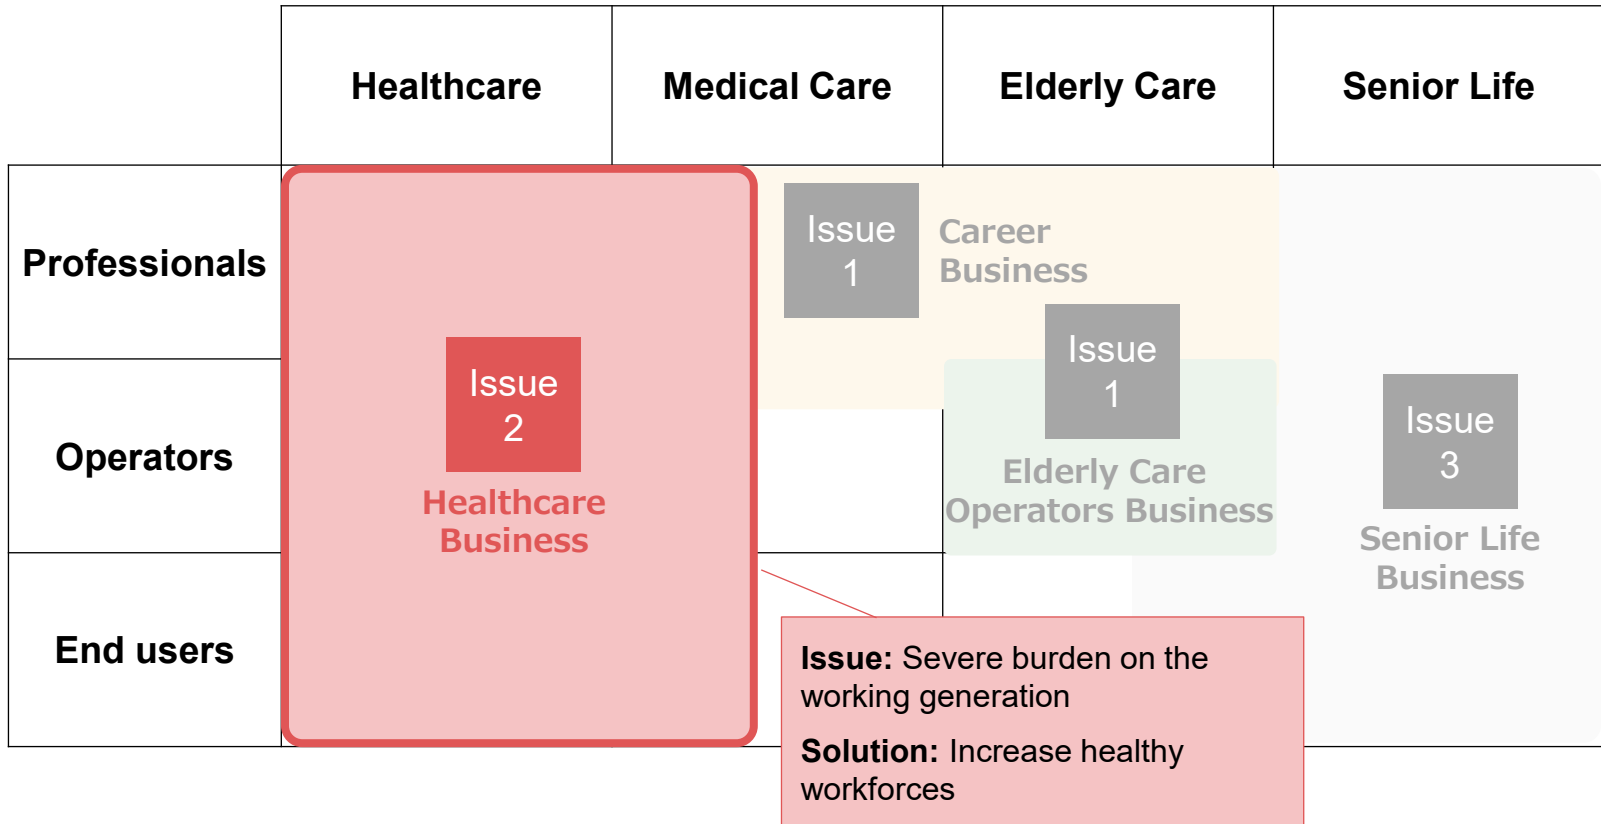 Healthcare
Medical Care
Elderly Care
Senior Life
Professionals
Operators
End users
Issue
2
Healthcare
Business
Issue
1
Career
Business
Issue
1
Elderly Care
Operators Business
Issue
3
Senior Life
Business
Issue: Severe burden on the
working generation
Solution: Increase healthy
workforces